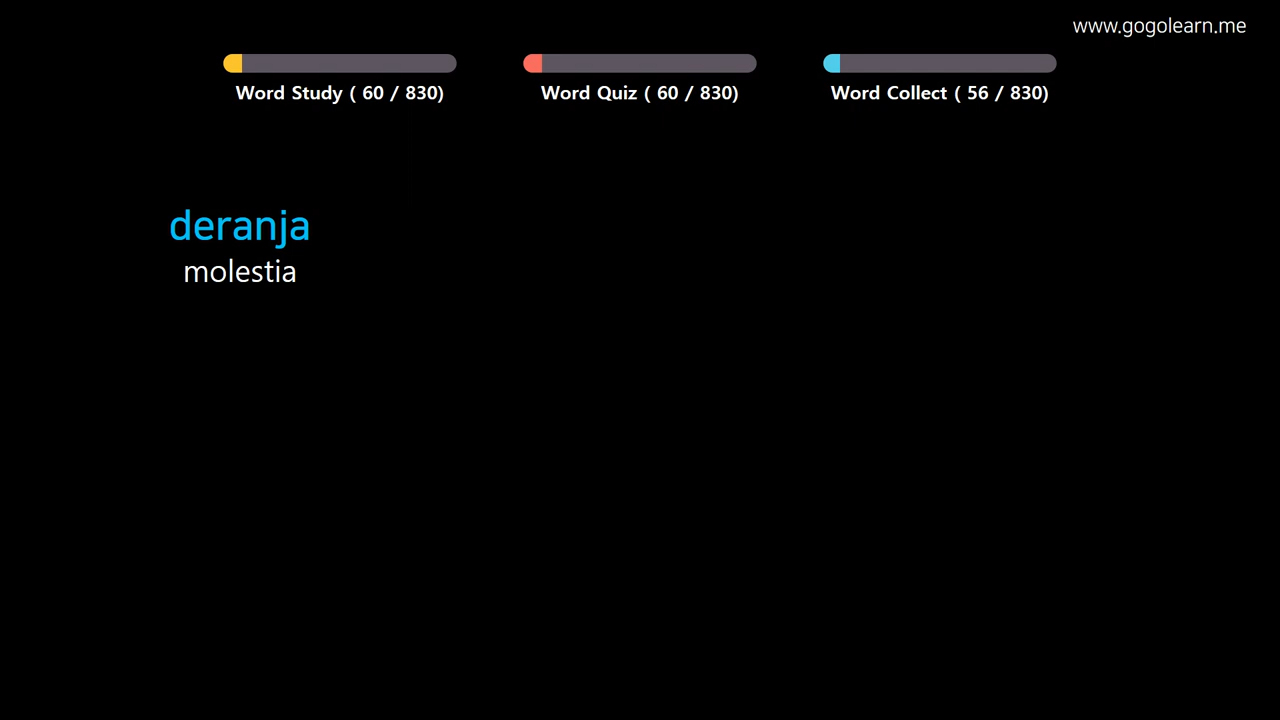 www.gogolearn.me
Word Study ( 60 / 830)
Word Quiz ( 60 / 830)
Word Collect ( 56 / 830)
deranja
molestia